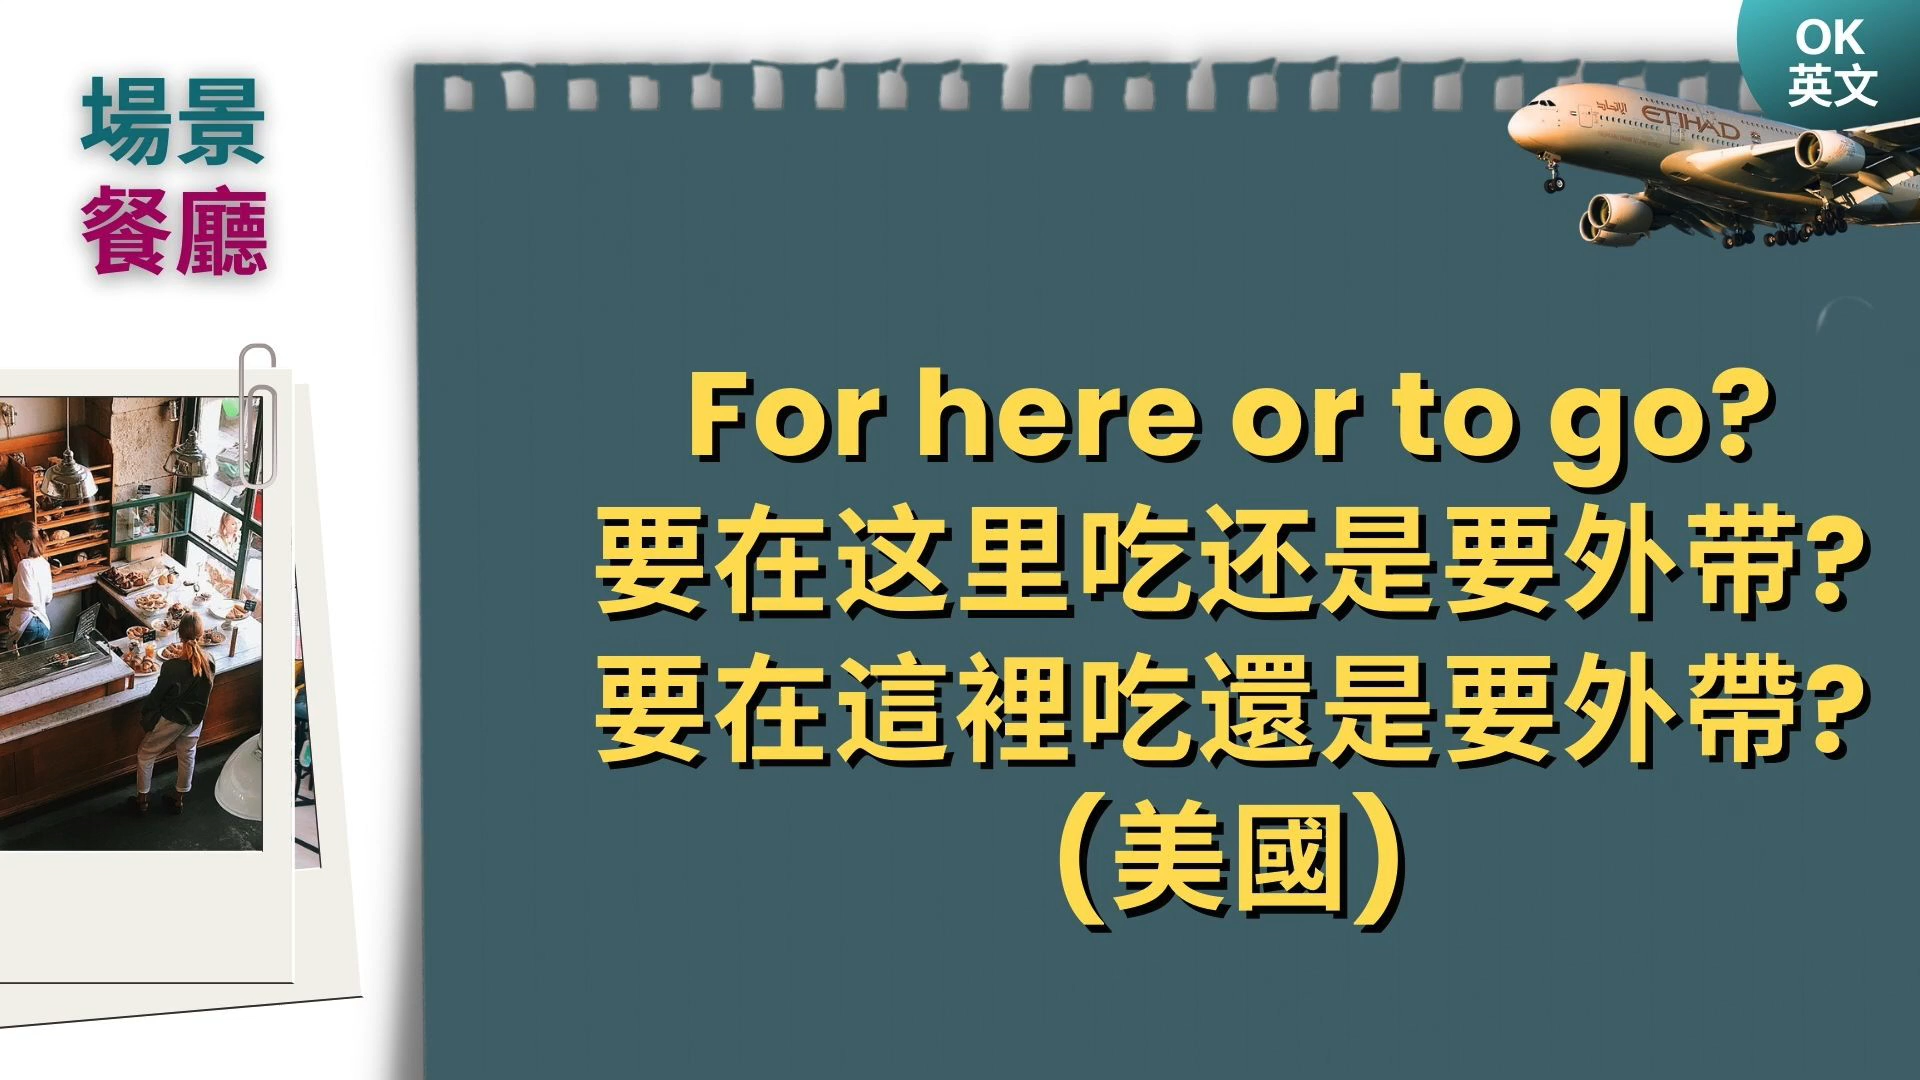 場景
餐廳
OK
英文
ETIHAD
For here or to go?
要在这里吃还是要外带?
要在這裡吃還是要外帶?
(美國)